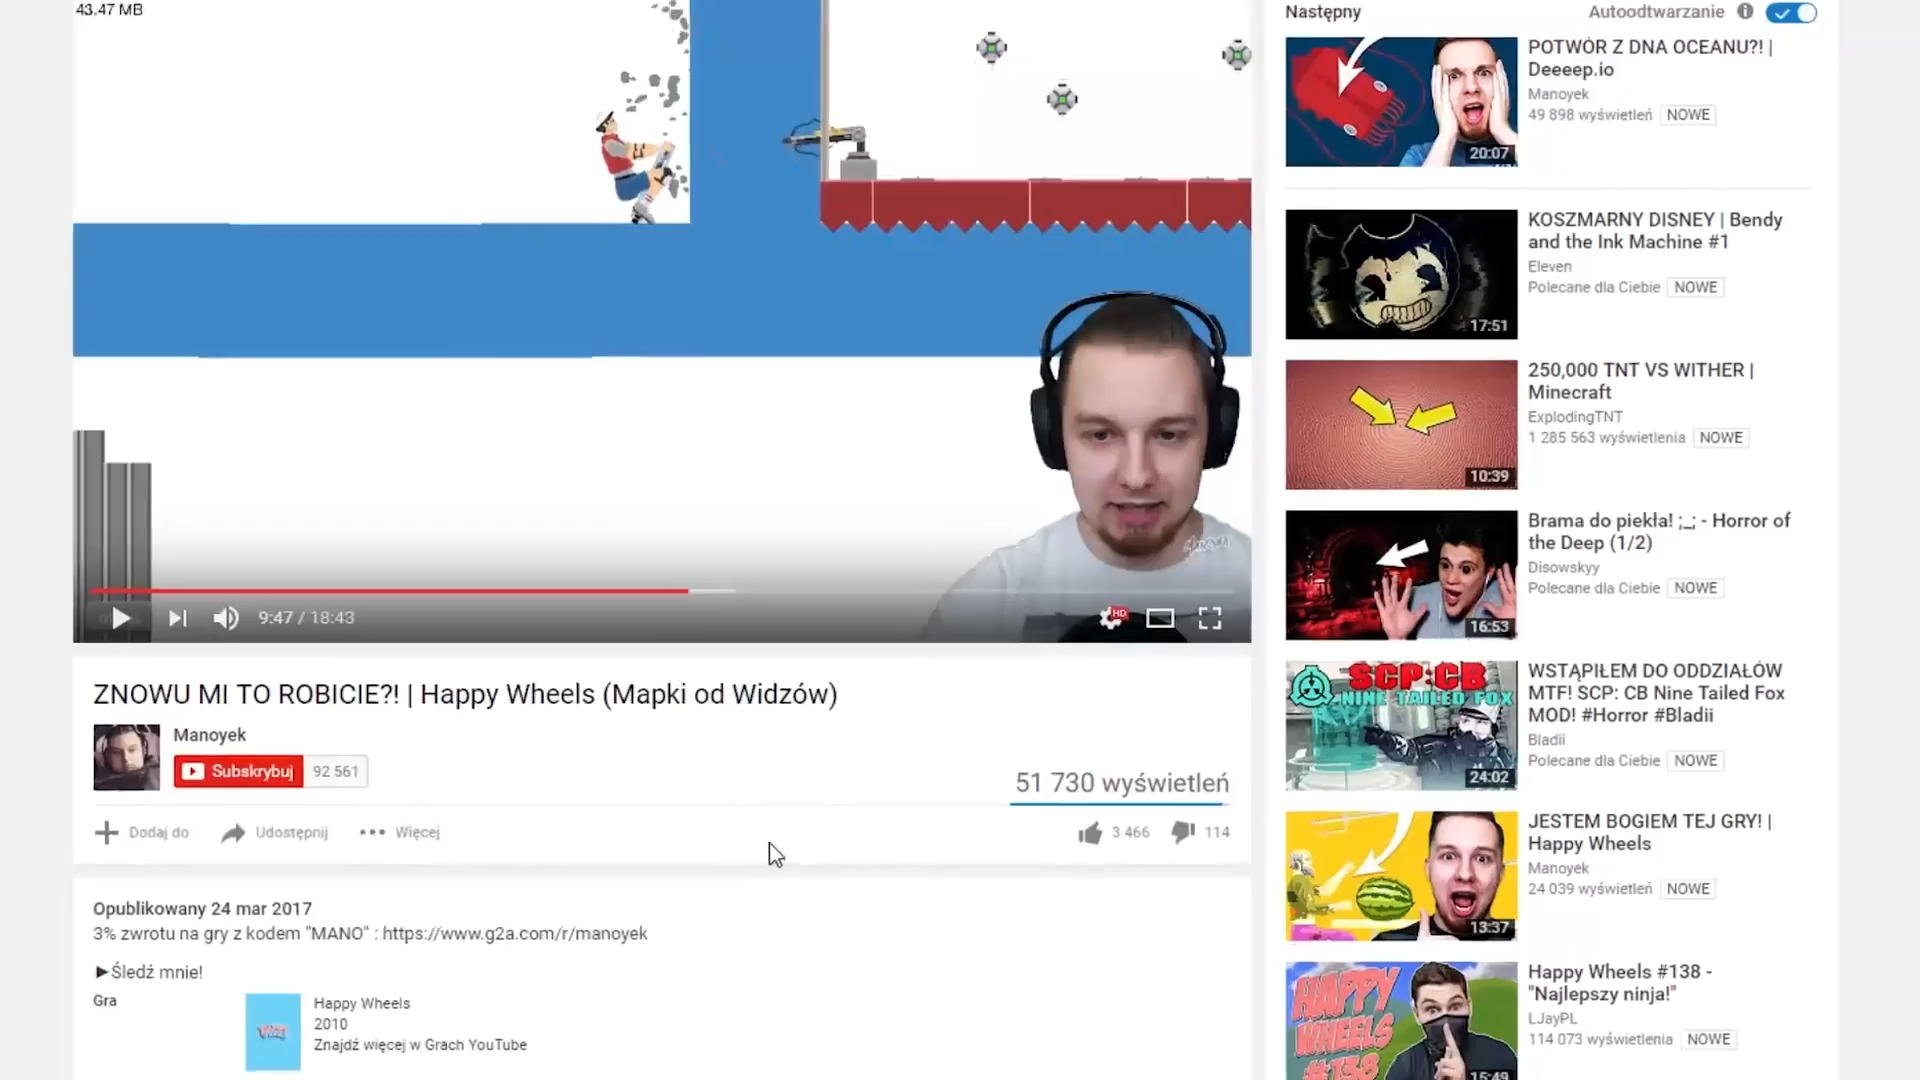 43.47 MB
9:47 / 18:43
HD
ZNOWU MI TO ROBICIE?! | Happy Wheels (Mapki od Widzów)
Manoyek
Subskrybuj 92 561
51 730 wyświetleń
Dodaj do Udostępnij Więcej
3 466 114
Opublikowany 24 mar 2017
3% zwrotu na gry z kodem "MANO" : https://www.g2a.com/r/manoyek
►Śledź mnie!
Gra
Happy Wheels
2010
Znajdź więcej w Grach YouTube
Następny Autoodtwarzanie
20:07
POTWÓR Z DNA OCEANU?! |
Deeeep.io
Manoyek
49 898 wyświetleń NOWE
17:51
KOSZMARNY DISNEY | Bendy
and the Ink Machine #1
Eleven
Polecane dla Ciebie NOWE
10:39
250,000 TNT VS WITHER |
Minecraft
ExplodingTNT
1 285 563 wyświetlenia NOWE
16:53
Brama do piekła! ;_; - Horror of
the Deep (1/2)
Disowskyy
Polecane dla Ciebie NOWE
SCP:CB
NINE TAILED FOX
24:02
WSTĄPIŁEM DO ODDZIAŁÓW
MTF! SCP: CB Nine Tailed Fox
MOD! #Horror #Bladii
Bladii
Polecane dla Ciebie NOWE
13:37
JESTEM BOGIEM TEJ GRY! |
Happy Wheels
Manoyek
24 039 wyświetleń NOWE
HAPPY
WHEELS
#138
15:49
Happy Wheels #138 -
"Najlepszy ninja!"
LJayPL
114 073 wyświetlenia NOWE